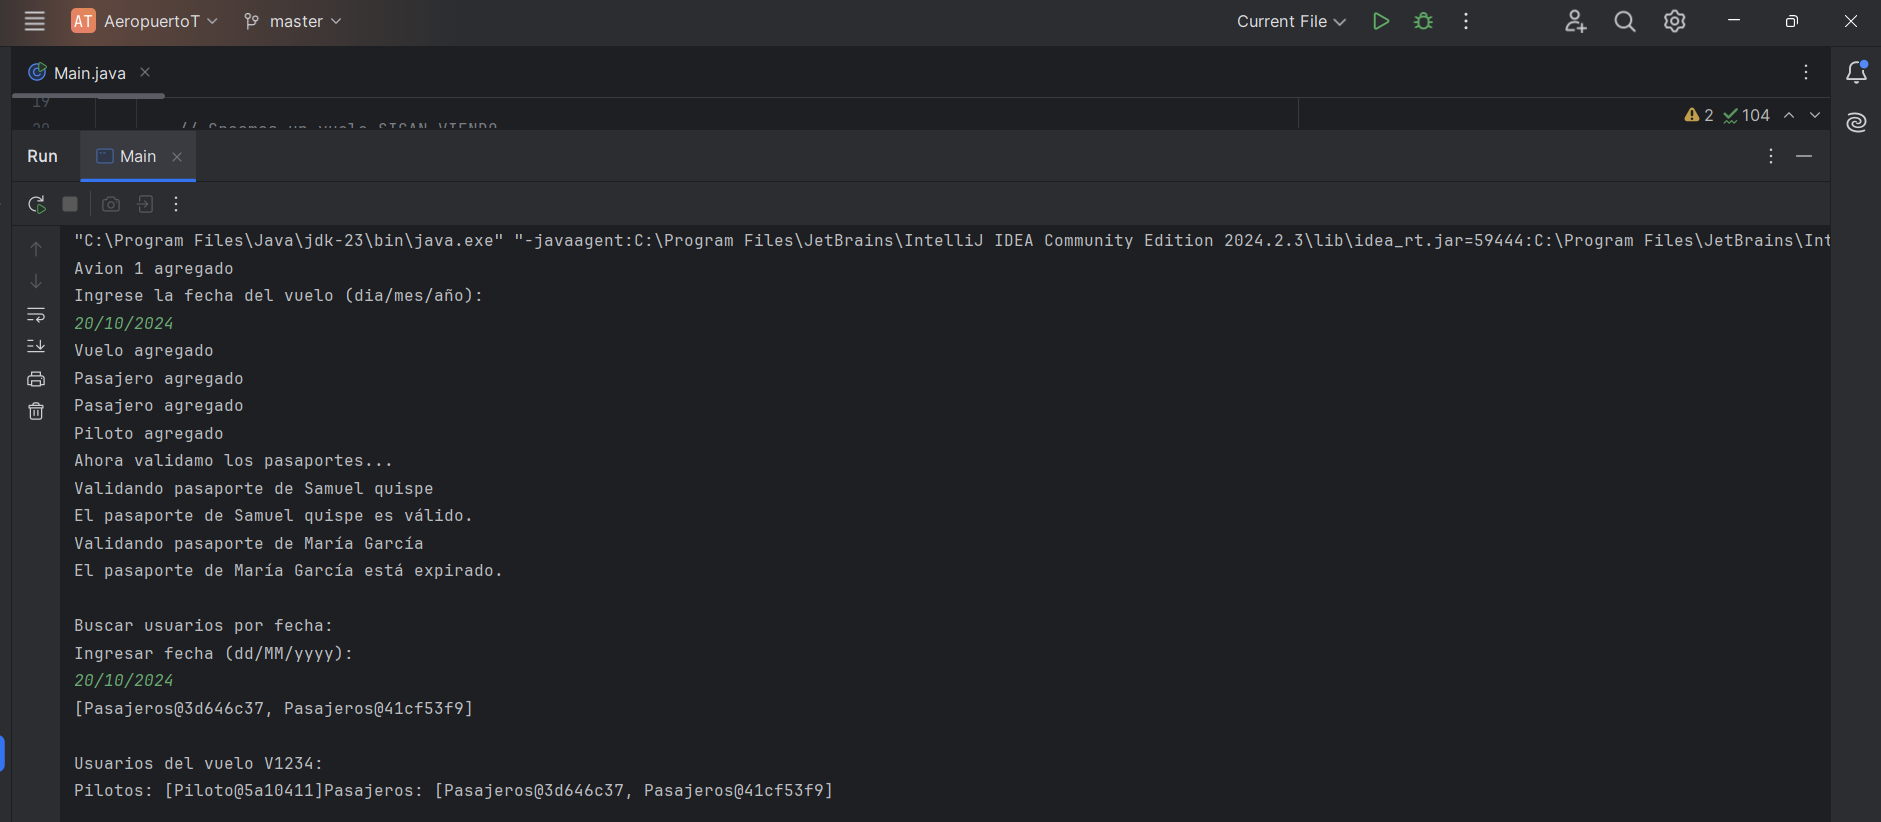 AT AeropuertoT master Current File
Main.java
19
20 // Creamos un vuelo SIGAN VIENDO 2 104
Run Main
"C:\Program Files\Java\jdk-23\bin\java.exe" "-javaagent:C:\Program Files\JetBrains\IntelliJ IDEA Community Edition 2024.2.3\lib\idea_rt.jar=59444:C:\Program Files\JetBrains\Int
Avion 1 agregado
Ingrese la fecha del vuelo (dia/mes/año):
20/10/2024
Vuelo agregado
Pasajero agregado
Pasajero agregado
Piloto agregado
Ahora validamo los pasaportes...
Validando pasaporte de Samuel quispe
El pasaporte de Samuel quispe es válido.
Validando pasaporte de María García
El pasaporte de María García está expirado.
Buscar usuarios por fecha:
Ingresar fecha (dd/MM/yyyy):
20/10/2024
[Pasajeros@3d646c37, Pasajeros@41cf53f9]
Usuarios del vuelo V1234:
Pilotos: [Piloto@5a10411]Pasajeros: [Pasajeros@3d646c37, Pasajeros@41cf53f9]